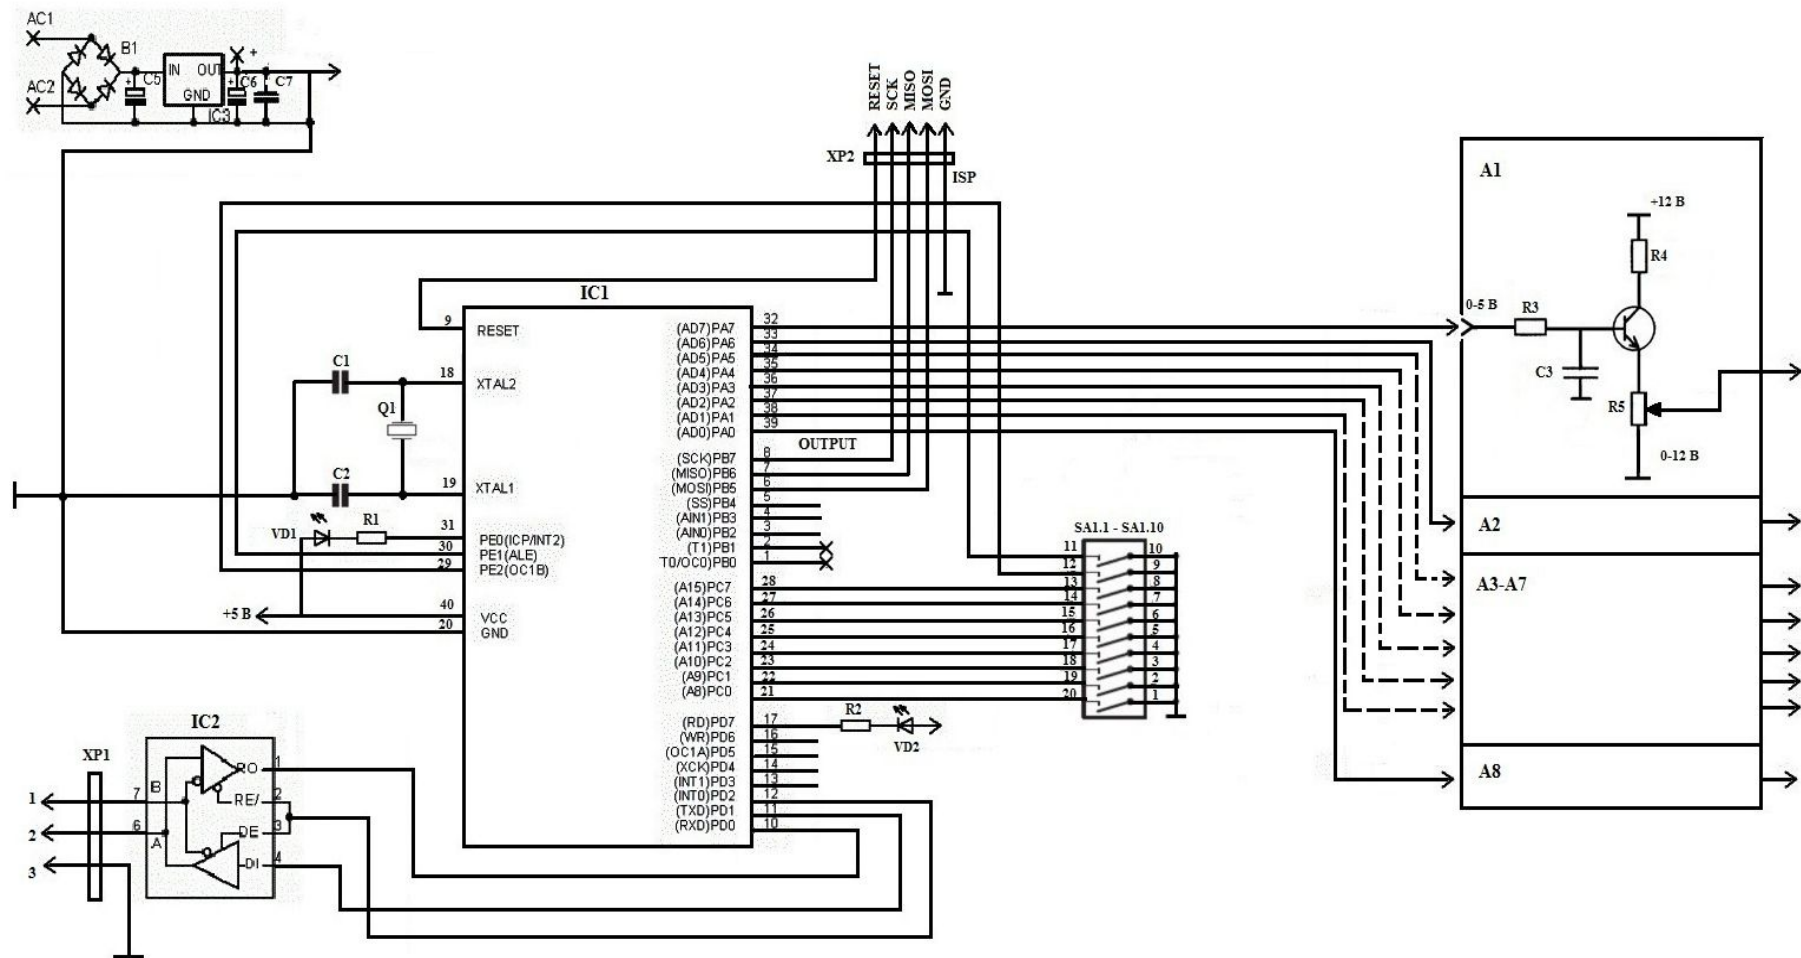 AC1
B1
AC2
IN OUT
GND
IC3
C5
+
C6
C7
RESET
SCK
MISO
MOSI
GND
XP2
ISP
IC1
9 RESET
C1
18 XTAL2
Q1
C2
19 XTAL1
VD1
R1
31 PE0(ICP/INT2)
30 PE1(ALE)
29 PE2(OC1B)
+5 В
40 VCC
20 GND
(AD7)PA7 32
(AD6)PA6 33
(AD5)PA5 34
(AD4)PA4 35
(AD3)PA3 36
(AD2)PA2 37
(AD1)PA1 38
(AD0)PA0 39
OUTPUT
(SCK)PB7 8
(MISO)PB6 7
(MOSI)PB5 6
(SS)PB4 5
(AIN1)PB3 4
(AIN0)PB2 3
(T1)PB1 2
T0/OC0)PB0 1
(A15)PC7 28
(A14)PC6 27
(A13)PC5 26
(A12)PC4 25
(A11)PC3 24
(A10)PC2 23
(A9)PC1 22
(A8)PC0 21
(RD)PD7 17
(WR)PD6 16
(OC1A)PD5 15
(XCK)PD4 14
(INT1)PD3 13
(INT0)PD2 12
(TXD)PD1 11
(RXD)PD0 10
R2
VD2
SA1.1 - SA1.10
11 10
12 9
13 8
14 7
15 6
16 5
17 4
18 3
19 2
20 1
A1
+12 В
R4
0-5 В
R3
C3
R5
0-12 В
A2
A3-A7
A8
IC2
XP1
1
2
3
7 B
6 A
RO 1
RE/ 2
DE 3
DI 4